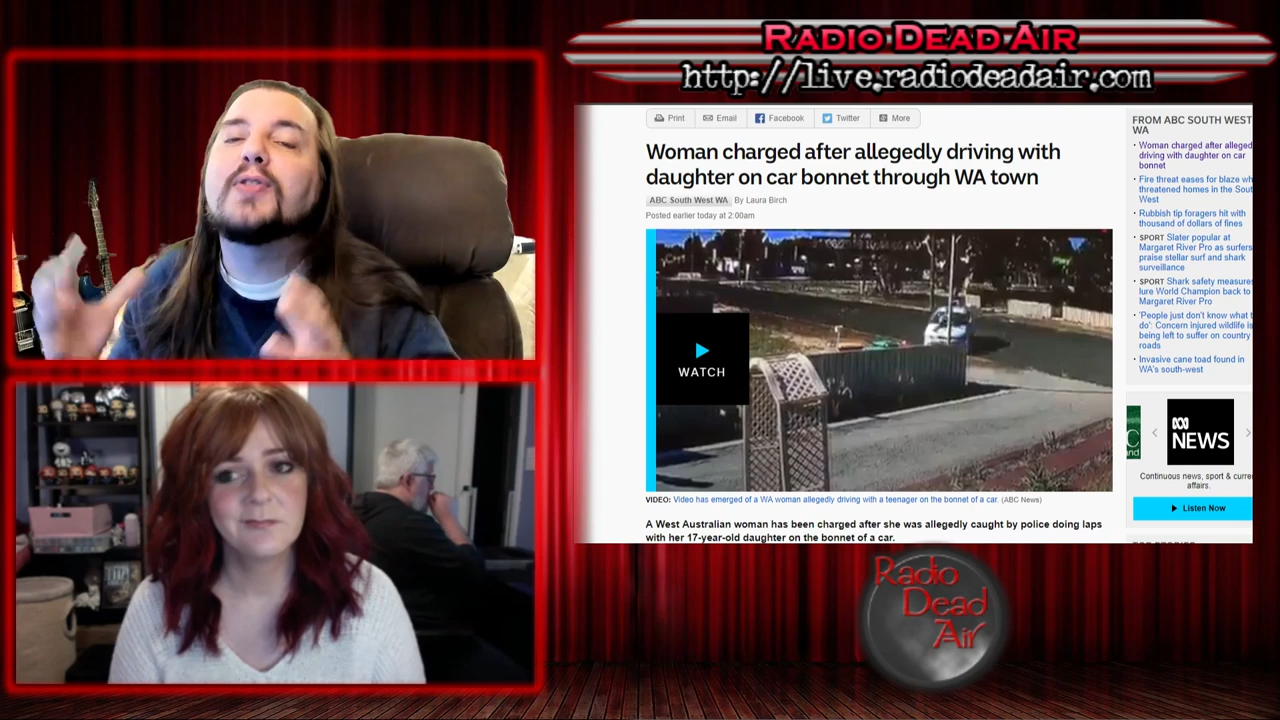 Radio Dead Air
http://live.radiodeadair.com
Print
Email
Facebook
Twitter
More
Woman charged after allegedly driving with
daughter on car bonnet through WA town
ABC South West WA By Laura Birch
Posted earlier today at 2:00am
WATCH
VIDEO: Video has emerged of a WA woman allegedly driving with a teenager on the bonnet of a car. (ABC News)
A West Australian woman has been charged after she was allegedly caught by police doing laps
with her 17-year-old daughter on the bonnet of a car.
FROM ABC SOUTH WEST
WA
Woman charged after alleged
driving with daughter on car
bonnet
Fire threat eases for blaze wh
threatened homes in the Sout
West
Rubbish tip foragers hit with
thousand of dollars of fines
SPORT Slater popular at
Margaret River Pro as surfers
praise stellar surf and shark
surveillance
SPORT Shark safety measures
lure World Champion back to
Margaret River Pro
'People just don't know what t
do': Concern injured wildlife is
being left to suffer on country
roads
Invasive cane toad found in
WA's south-west
NEWS
Continuous news, sport & curre
affairs.
Listen Now
Radio
Dead
Air